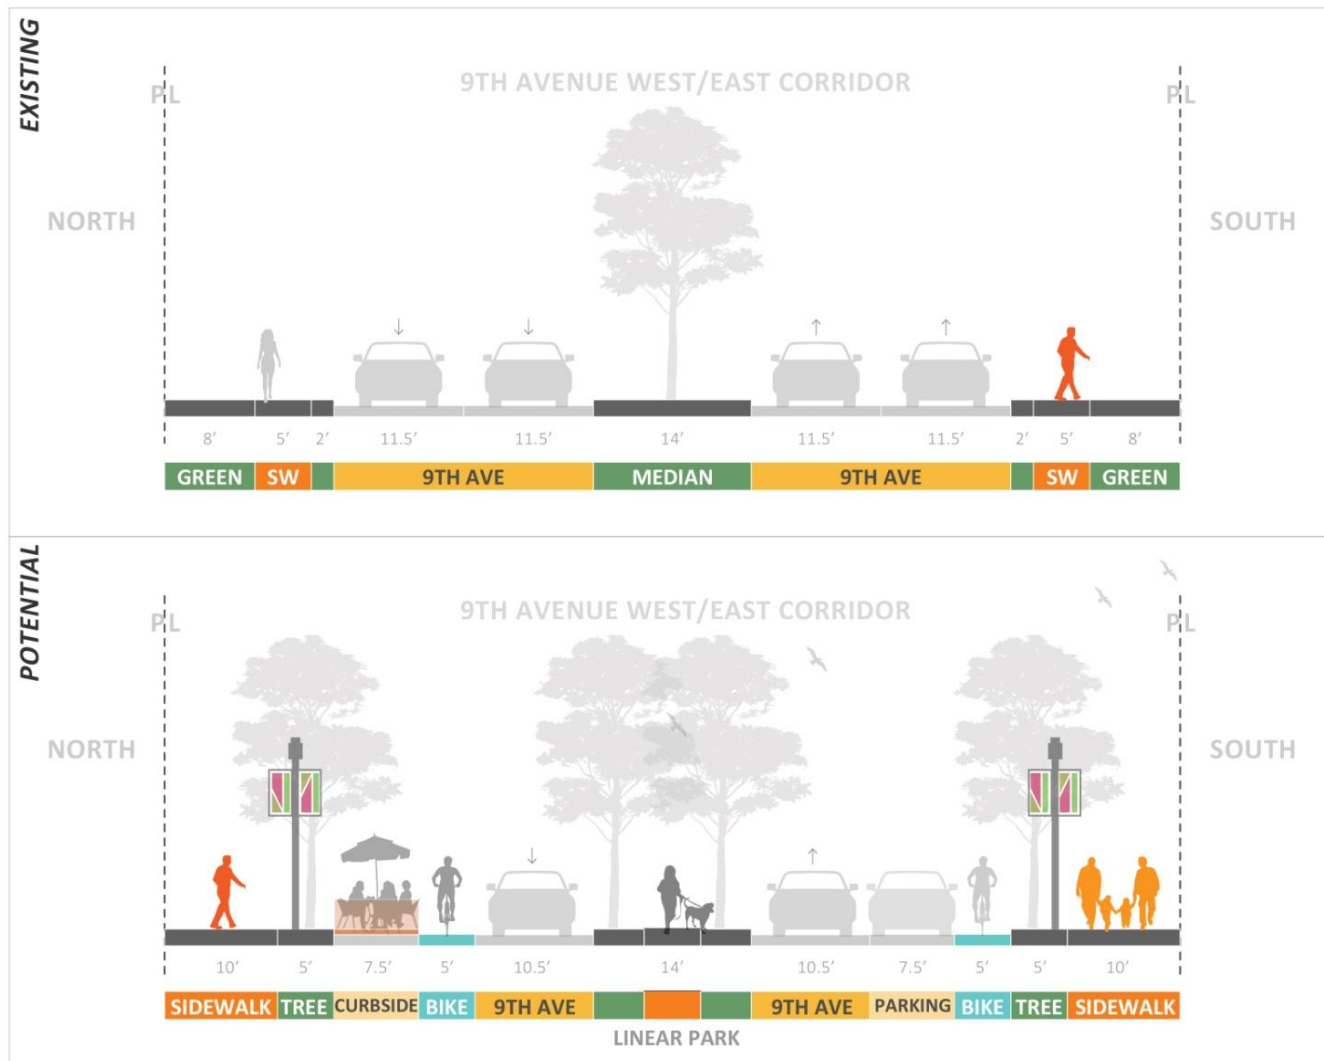 EXISTING
9TH AVENUE WEST/EAST CORRIDOR
PL PL
NORTH SOUTH
8’ 5’ 2’ 11.5’ 11.5’ 14’ 11.5’ 11.5’ 2’ 5’ 8’
GREEN SW 9TH AVE MEDIAN 9TH AVE SW GREEN
POTENTIAL
9TH AVENUE WEST/EAST CORRIDOR
PL PL
NORTH SOUTH
10’ 5’ 7.5’ 5’ 10.5’ 14’ 10.5’ 7.5’ 5’ 5’ 10’
SIDEWALK TREE CURBSIDE BIKE 9TH AVE 9TH AVE PARKING BIKE TREE SIDEWALK
LINEAR PARK